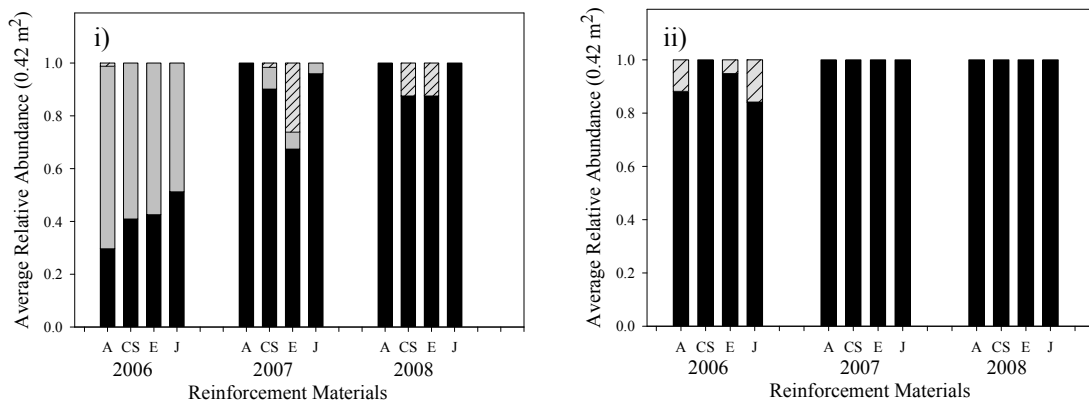 i)
Average Relative Abundance (0.42 m²)
1.0
0.8
0.6
0.4
0.2
0.0
A CS E J A CS E J A CS E J
2006 2007 2008
Reinforcement Materials
ii)
Average Relative Abundance (0.42 m²)
1.0
0.8
0.6
0.4
0.2
0.0
A CS E J A CS E J A CS E J
2006 2007 2008
Reinforcement Materials